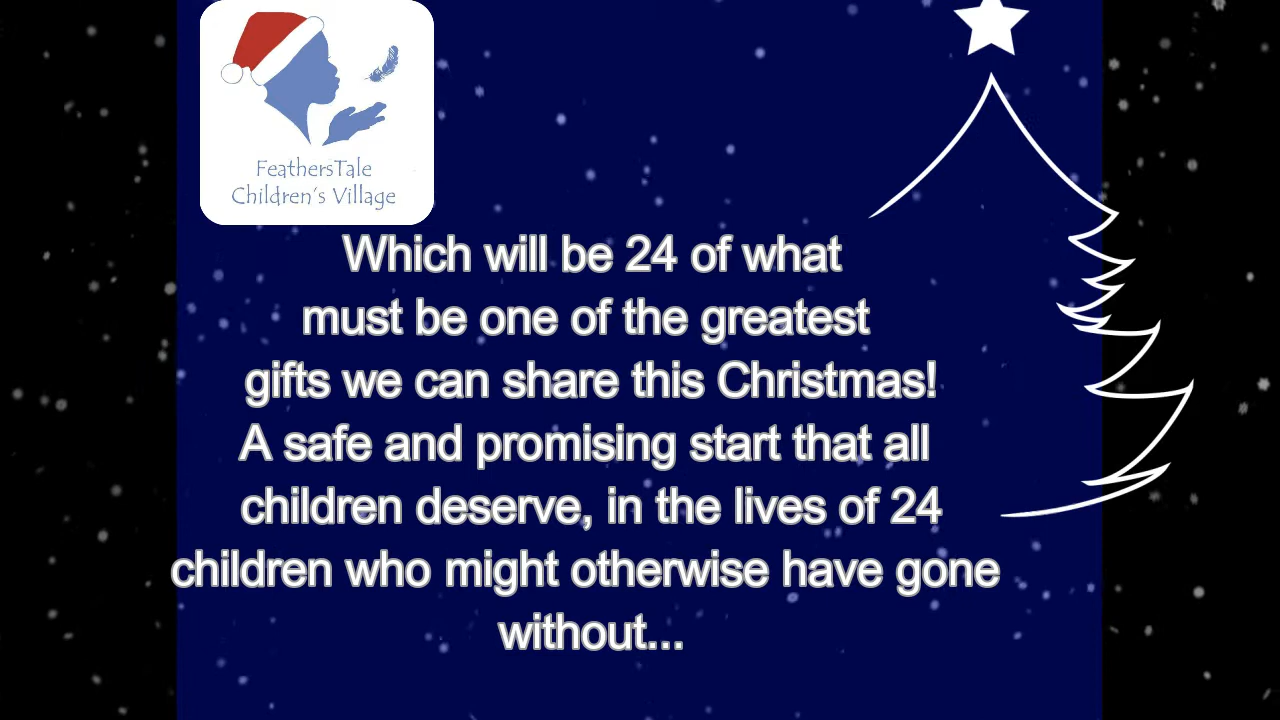 FeathersTale
Children's Village
Which will be 24 of what
must be one of the greatest
gifts we can share this Christmas!
A safe and promising start that all
children deserve, in the lives of 24
children who might otherwise have gone
without...